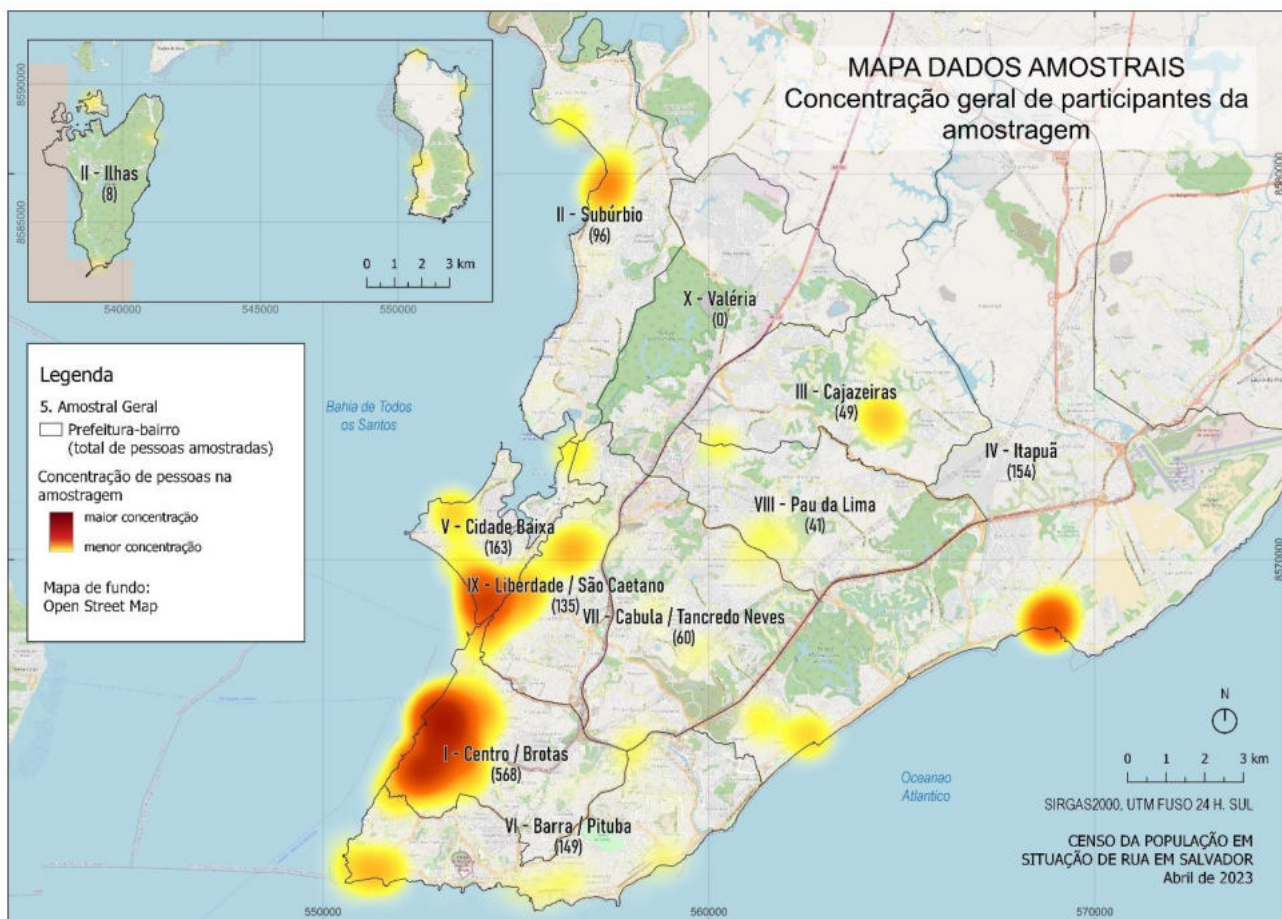 MAPA DADOS AMOSTRAIS
Concentração geral de participantes da
amostragem
8590000
8585000
II - Ilhas
(8)
0 1 2 3 km
540000
545000
550000
Legenda
5. Amostral Geral
Prefeitura-bairro
(total de pessoas amostradas)
Concentração de pessoas na
amostragem
maior concentração
menor concentração
Mapa de fundo:
Open Street Map
Bahia de Todos
os Santos
II - Subúrbio
(96)
X - Valéria
(0)
III - Cajazeiras
(49)
IV - Itapuã
(154)
VIII - Pau da Lima
(41)
V - Cidade Baixa
(163)
IX - Liberdade / São Caetano
(135)
VII - Cabula / Tancredo Neves
(60)
I - Centro / Brotas
(568)
VI - Barra / Pituba
(149)
8580000
8570000
Oceanao
Atlantico
N
0 1 2 3 km
SIRGAS2000, UTM FUSO 24 H. SUL
CENSO DA POPULAÇÃO EM
SITUAÇÃO DE RUA EM SALVADOR
Abril de 2023
550000
560000
570000